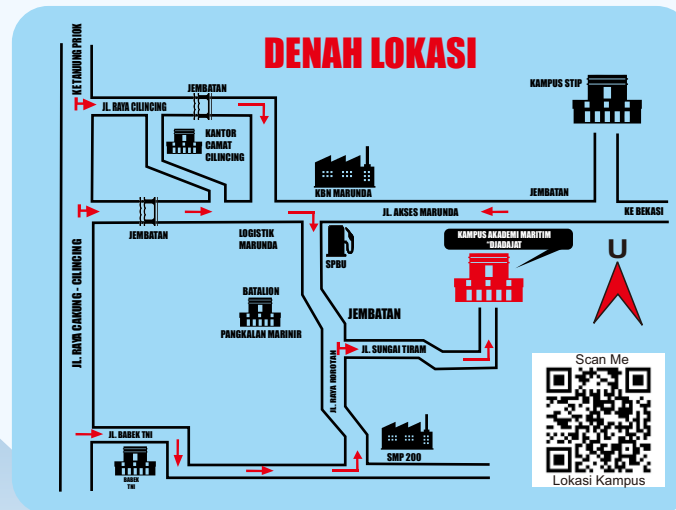 DENAH LOKASI
KE TANJUNG PRIOK
JEMBATAN
JL. RAYA CILINCING
KANTOR
CAMAT
CILINCING
KAMPUS STIP
KBN MARUNDA
JEMBATAN
JL. AKSES MARUNDA
KE BEKASI
JEMBATAN
LOGISTIK
MARUNDA
SPBU
KAMPUS AKADEMI MARITIM
"DJADAJAT
U
JL. RAYA CAKUNG - CILINCING
BATALION
PANGKALAN MARINIR
JEMBATAN
JL. SUNGAI TIRAM
JL. RAYA ROROTAN
Scan Me
JL. BABEK TNI
BABEK
TNI
SMP 200
Lokasi Kampus